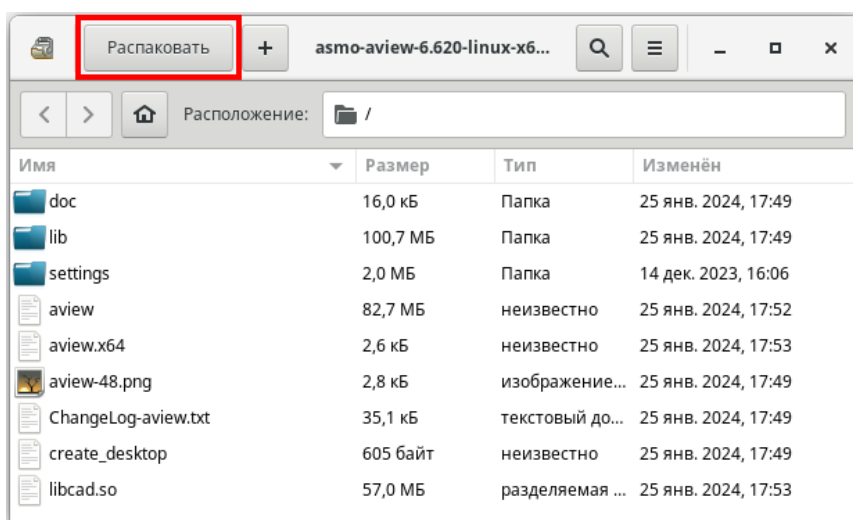 Распаковать + asmo-aview-6.620-linux-x6...
Расположение: /
Имя Размер Тип Изменён
doc 16,0 кБ Папка 25 янв. 2024, 17:49
lib 100,7 МБ Папка 25 янв. 2024, 17:49
settings 2,0 МБ Папка 14 дек. 2023, 16:06
aview 82,7 МБ неизвестно 25 янв. 2024, 17:52
aview.x64 2,6 кБ неизвестно 25 янв. 2024, 17:53
aview-48.png 2,8 кБ изображение... 25 янв. 2024, 17:49
ChangeLog-aview.txt 35,1 кБ текстовый до... 25 янв. 2024, 17:49
create_desktop 605 байт неизвестно 25 янв. 2024, 17:49
libcad.so 57,0 МБ разделяемая ... 25 янв. 2024, 17:53